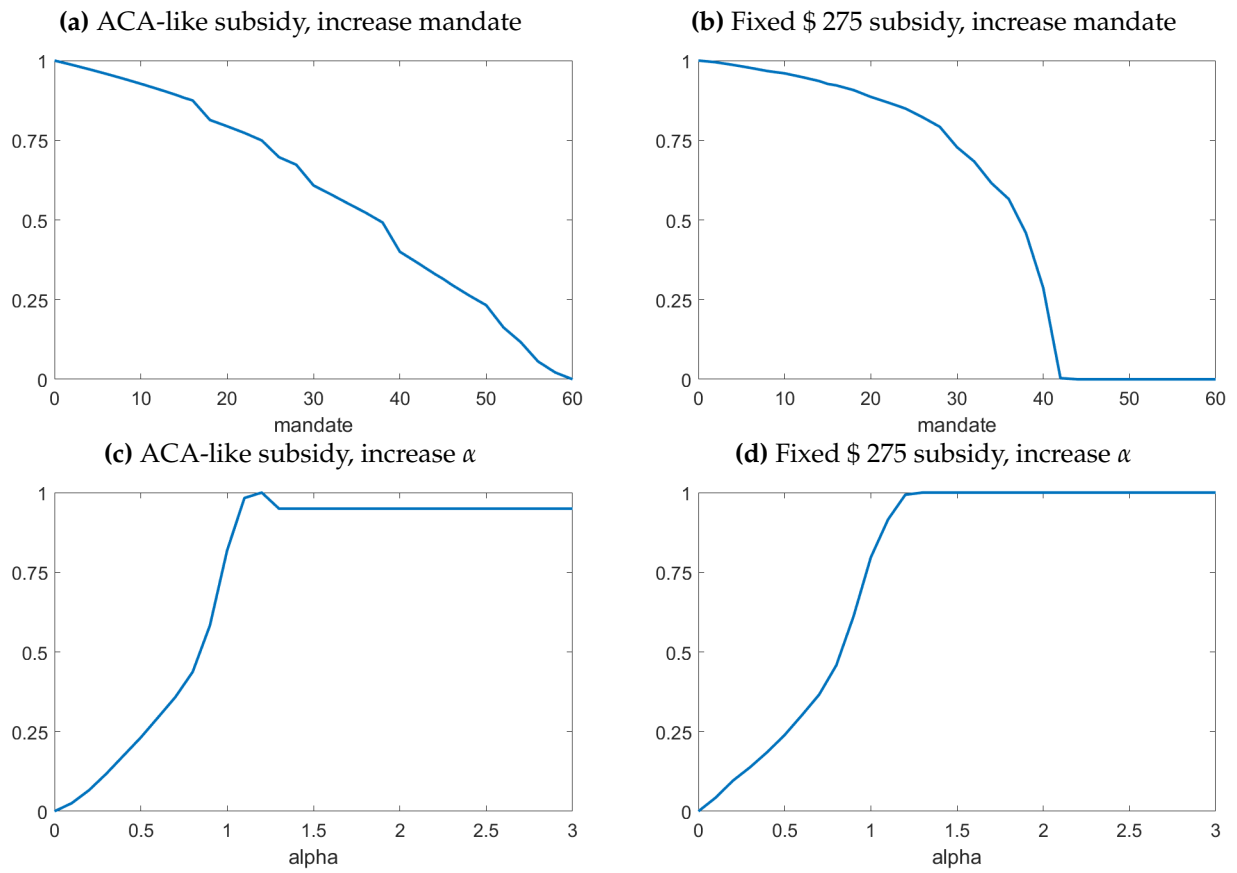 (a) ACA-like subsidy, increase mandate
1
0.75
0.5
0.25
0
0 10 20 30 40 50 60
mandate
(b) Fixed $ 275 subsidy, increase mandate
1
0.75
0.5
0.25
0
0 10 20 30 40 50 60
mandate
(c) ACA-like subsidy, increase α
1
0.75
0.5
0.25
0
0 0.5 1 1.5 2 2.5 3
alpha
(d) Fixed $ 275 subsidy, increase α
1
0.75
0.5
0.25
0
0 0.5 1 1.5 2 2.5 3
alpha